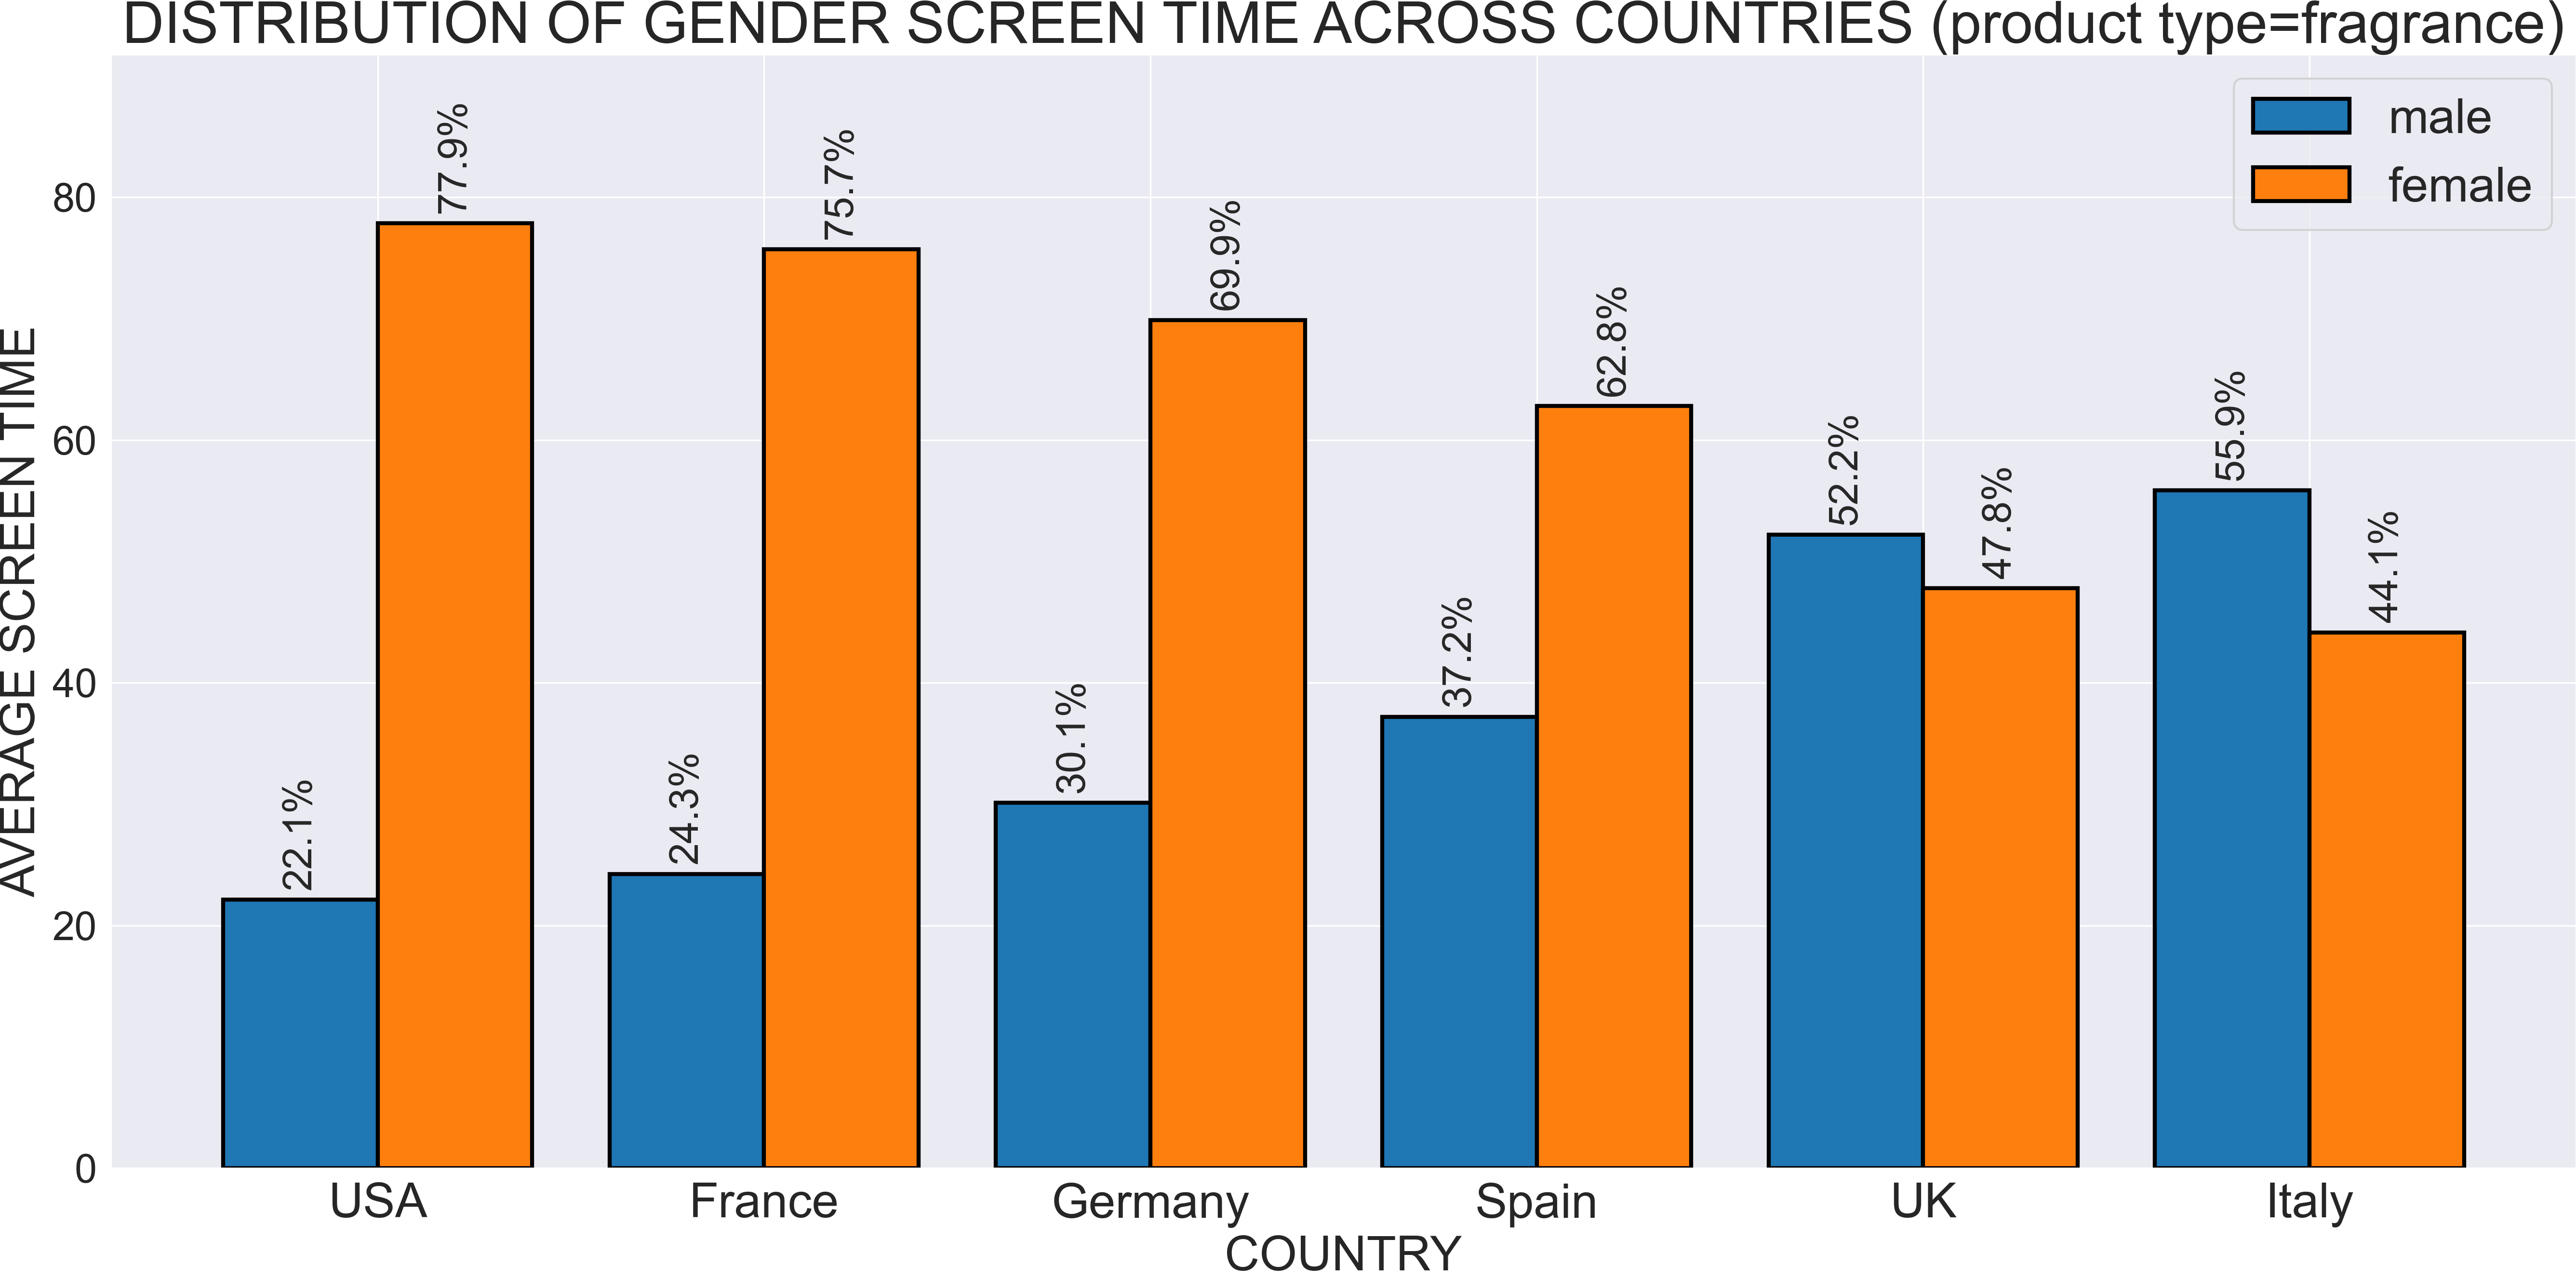 DISTRIBUTION OF GENDER SCREEN TIME ACROSS COUNTRIES (product type=fragrance)
male
female
AVERAGE SCREEN TIME
80
60
40
20
0
22.1%
77.9%
24.3%
75.7%
30.1%
69.9%
37.2%
62.8%
52.2%
47.8%
55.9%
44.1%
USA
France
Germany
Spain
UK
Italy
COUNTRY